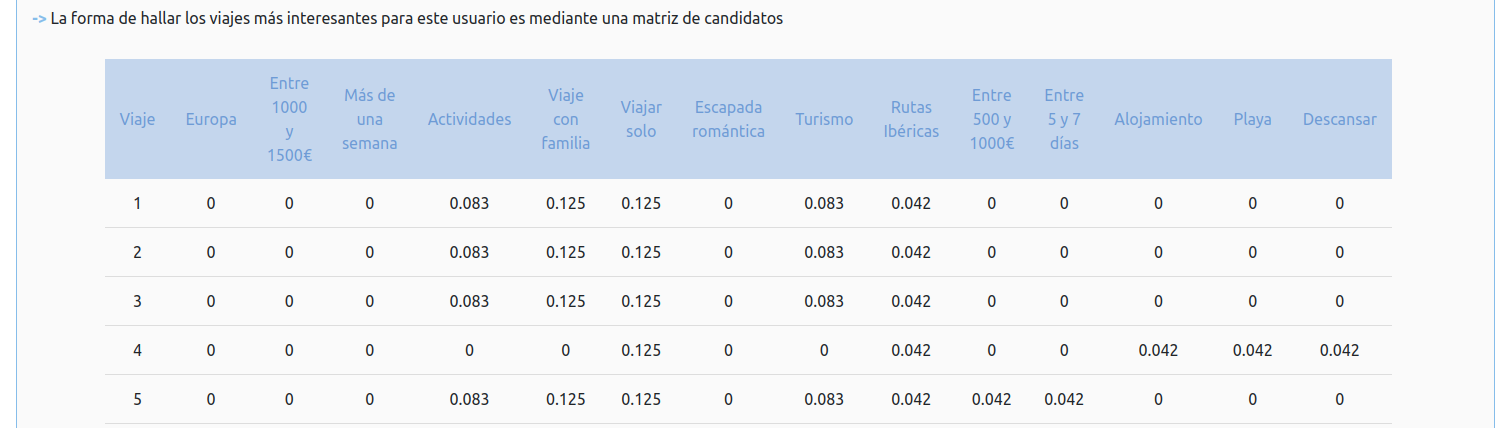 -> La forma de hallar los viajes más interesantes para este usuario es mediante una matriz de candidatos
Viaje Europa Entre 1000 y 1500€ Más de una semana Actividades Viaje con familia Viajar solo Escapada romántica Turismo Rutas Ibéricas Entre 500 y 1000€ Entre 5 y 7 días Alojamiento Playa Descansar
1 0 0 0 0.083 0.125 0.125 0 0.083 0.042 0 0 0 0 0
2 0 0 0 0.083 0.125 0.125 0 0.083 0.042 0 0 0 0 0
3 0 0 0 0.083 0.125 0.125 0 0.083 0.042 0 0 0 0 0
4 0 0 0 0 0 0.125 0 0 0.042 0 0 0.042 0.042 0.042
5 0 0 0 0.083 0.125 0.125 0 0.083 0.042 0.042 0.042 0 0 0